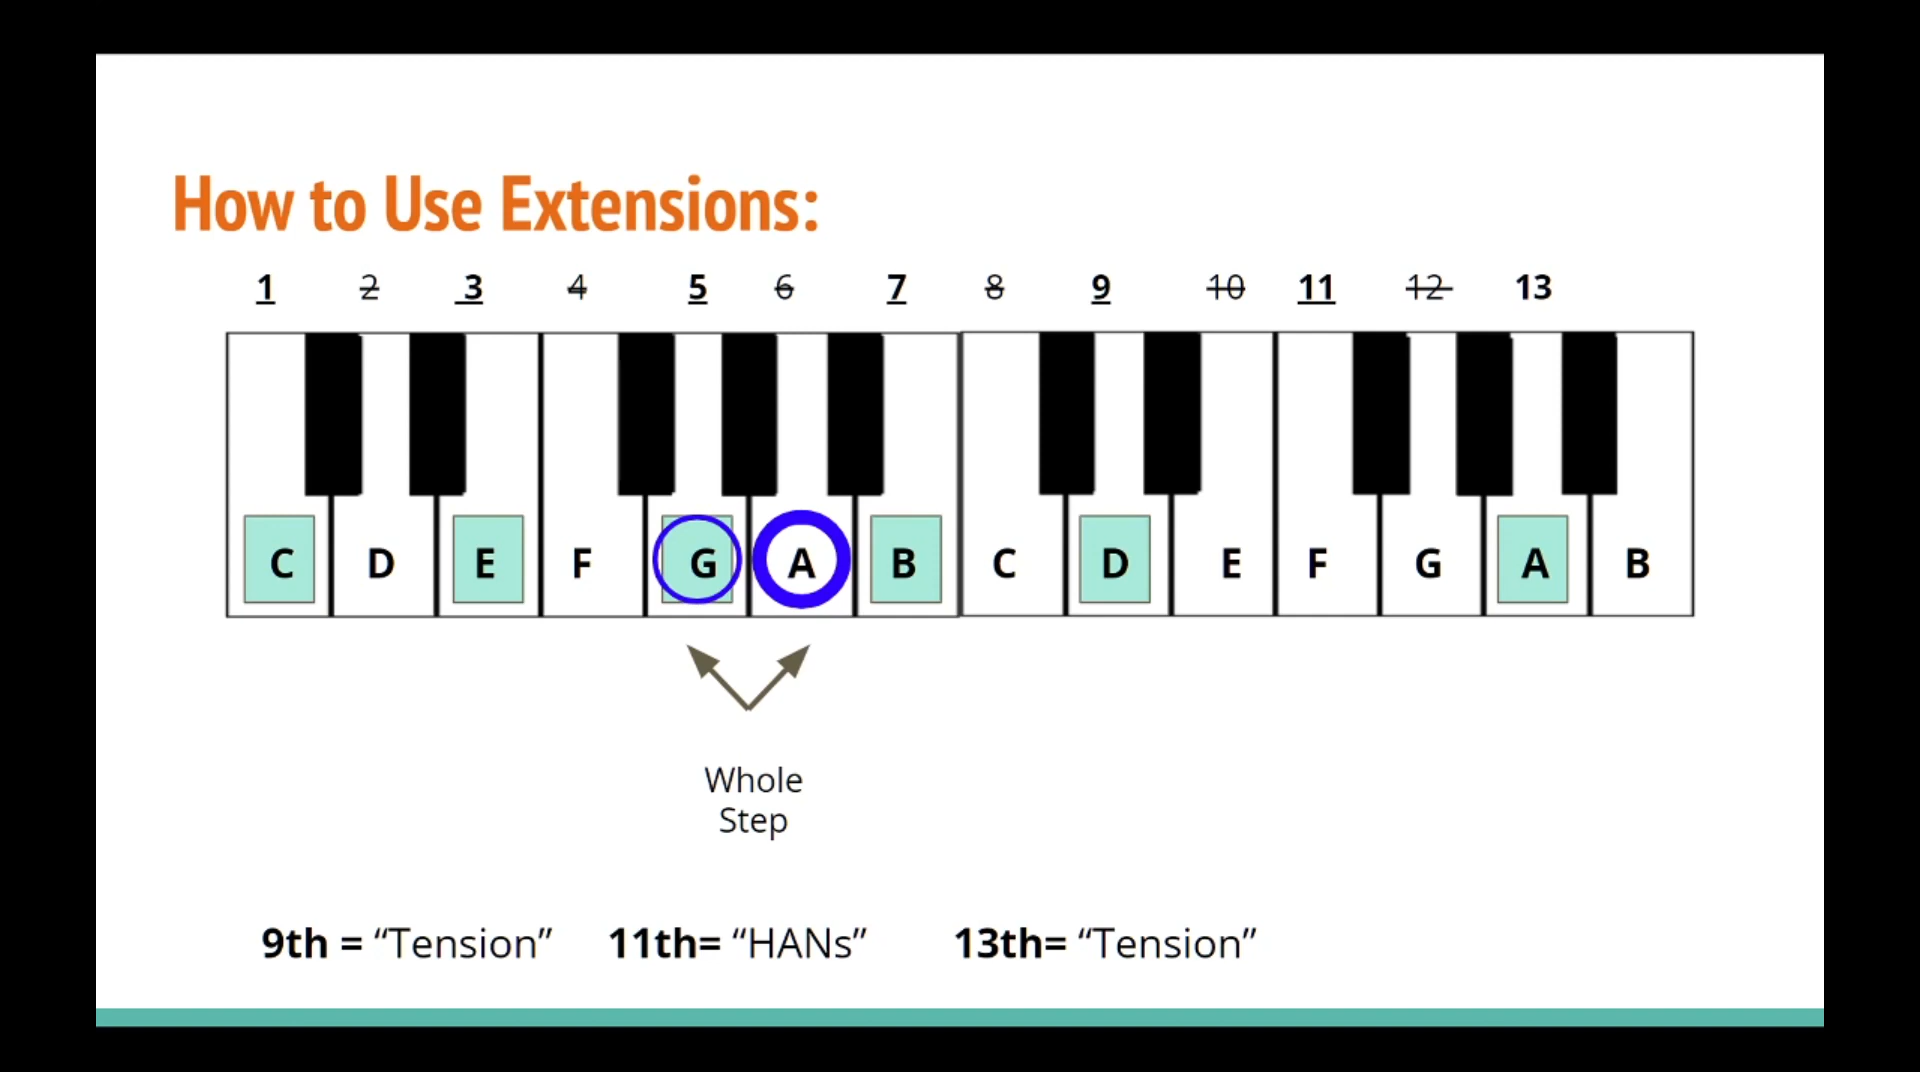 How to Use Extensions:
1 2 3 4 5 6 7 8 9 10 11 12 13
C D E F G A B C D E F G A B
Whole
Step
9th = “Tension” 11th= “HANs” 13th= “Tension”